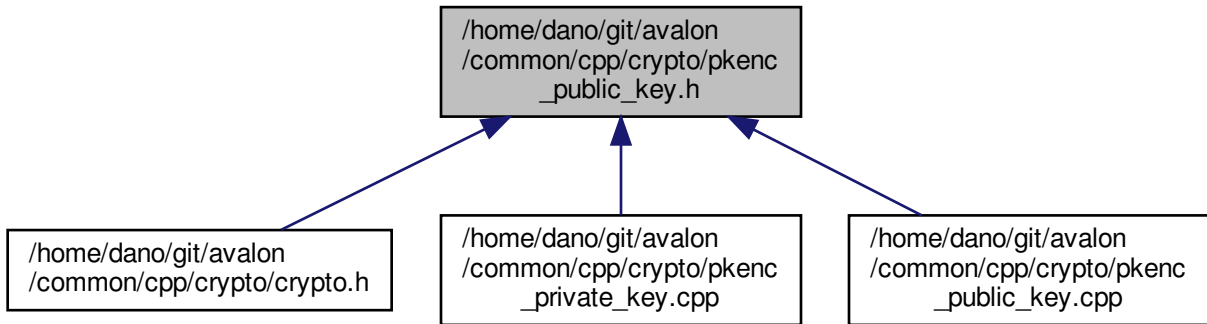 /home/dano/git/avalon
/common/cpp/crypto/pkenc
_public_key.h
/home/dano/git/avalon
/common/cpp/crypto/crypto.h
/home/dano/git/avalon
/common/cpp/crypto/pkenc
_private_key.cpp
/home/dano/git/avalon
/common/cpp/crypto/pkenc
_public_key.cpp